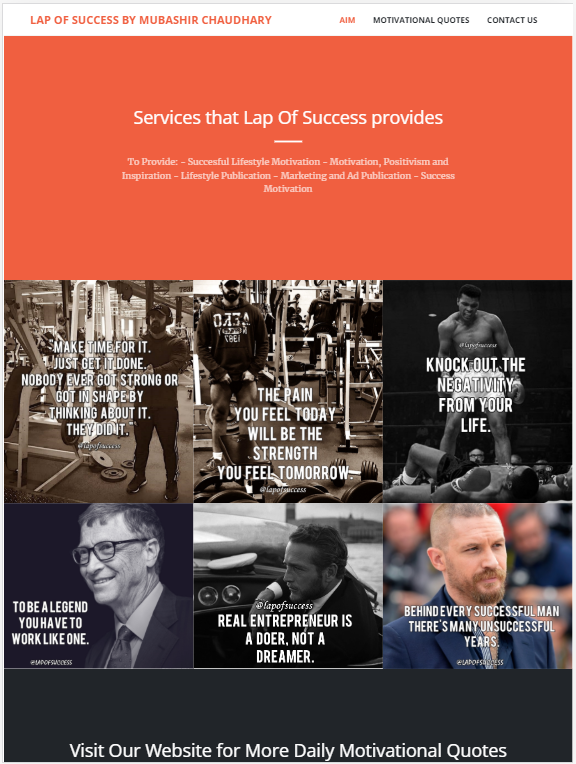 LAP OF SUCCESS BY MUBASHIR CHAUDHARY
AIM
MOTIVATIONAL QUOTES
CONTACT US
Services that Lap Of Success provides
To Provide: - Succesful Lifestyle Motivation - Motivation, Positivism and
Inspiration - Lifestyle Publication - Marketing and Ad Publication - Success
Motivation
MAKE TIME FOR IT.
JUST GET IT DONE.
NOBODY EVER GOT STRONG OR
GOT IN SHAPE BY
THINKING ABOUT IT.
THEY DID IT.
@lapofsuccess
THE PAIN
YOU FEEL TODAY
WILL BE THE
STRENGTH
YOU FEEL TOMORROW.
@lapofsuccess
@lapofsuccess
KNOCK OUT THE
NEGATIVITY
FROM YOUR
LIFE.
TO BE A LEGEND
YOU HAVE TO
WORK LIKE ONE.
@LAPOFSUCCESS
@lapofsuccess
REAL ENTREPRENEUR IS
A DOER, NOT A
DREAMER.
BEHIND EVERY SUCCESSFUL MAN
THERE'S MANY UNSUCCESSFUL
YEARS.
@LAPOFSUCCESS
Visit Our Website for More Daily Motivational Quotes